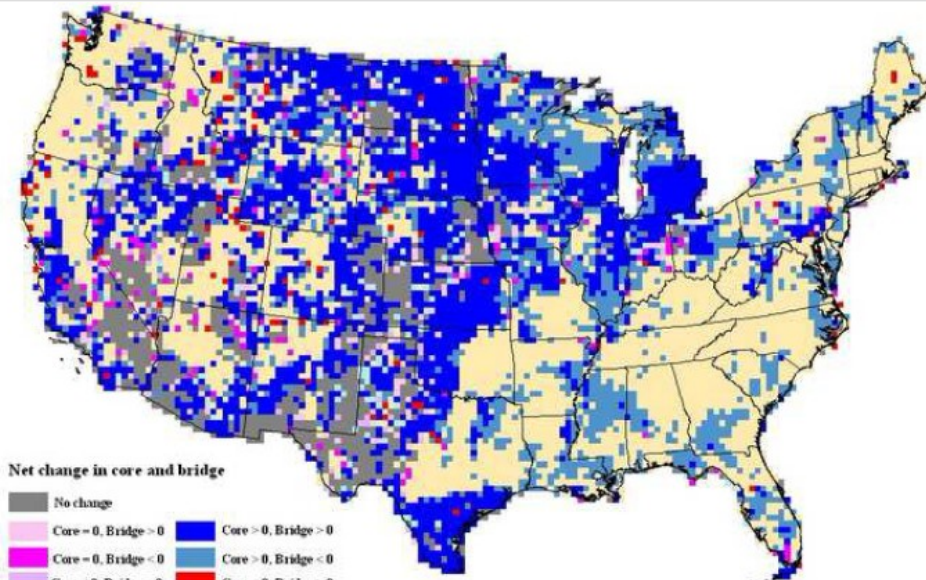 Net change in core and bridge
No change
Core = 0, Bridge > 0 Core > 0, Bridge > 0
Core = 0, Bridge < 0 Core > 0, Bridge < 0